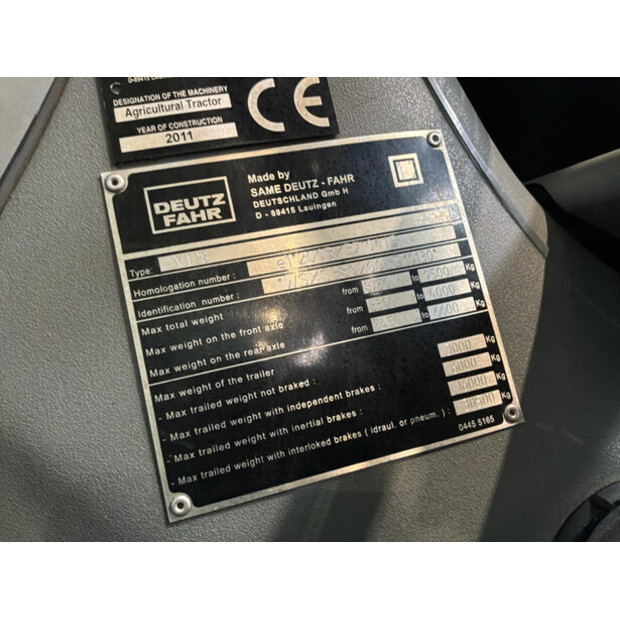 DESIGNATION OF THE MACHINERY
Agricultural Tractor
YEAR OF CONSTRUCTION
2011
CE
DEUTZ
FAHR
Made by
SAME DEUTZ - FAHR
DEUTSCHLAND Gmb H
D - 89415 Lauingen
Type:
Homologation number :
Identification number :
Max total weight from to 9500 Kg
Max weight on the front axle from to 4000 Kg
Max weight on the rear axle from to Kg
Max weight of the trailer
- Max trailed weight not braked : Kg
- Max trailed weight with independent brakes : 6000 Kg
- Max trailed weight with inertial brakes : Kg
- Max trailed weight with interloked brakes ( idraul. or pneum. ) : Kg
0445 5165